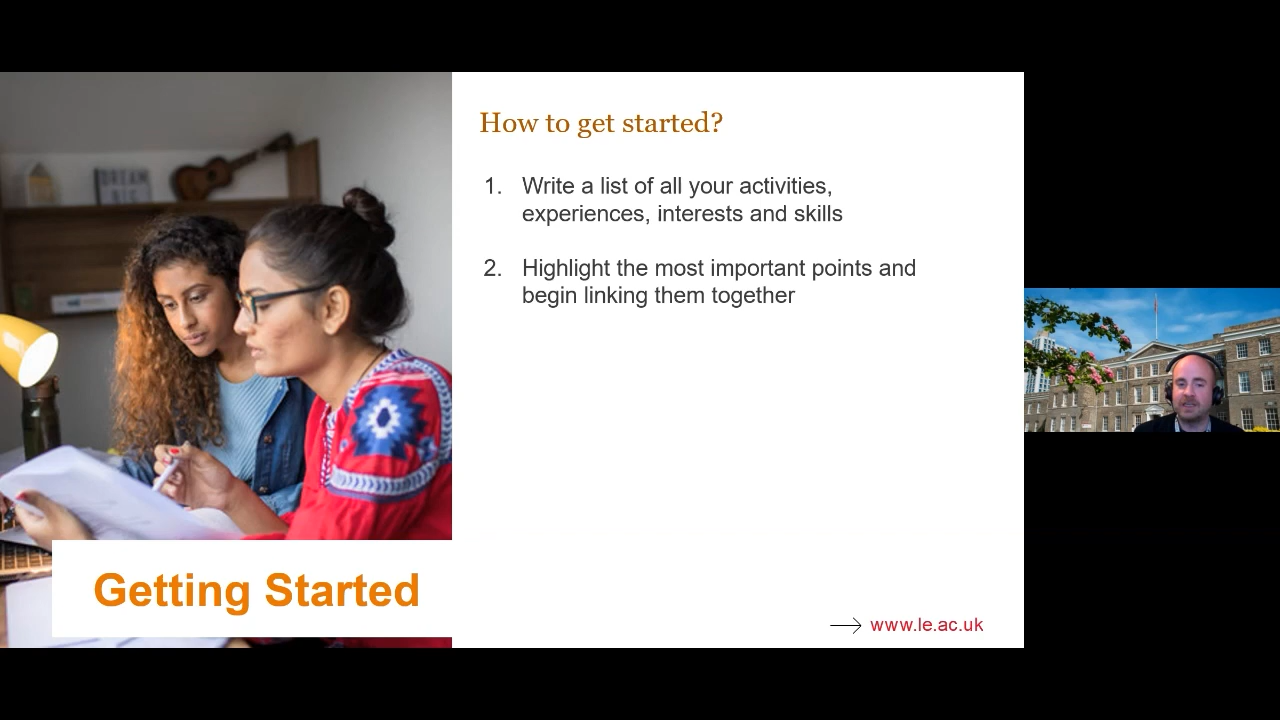 How to get started?
1. Write a list of all your activities,
experiences, interests and skills
2. Highlight the most important points and
begin linking them together
Getting Started
www.le.ac.uk